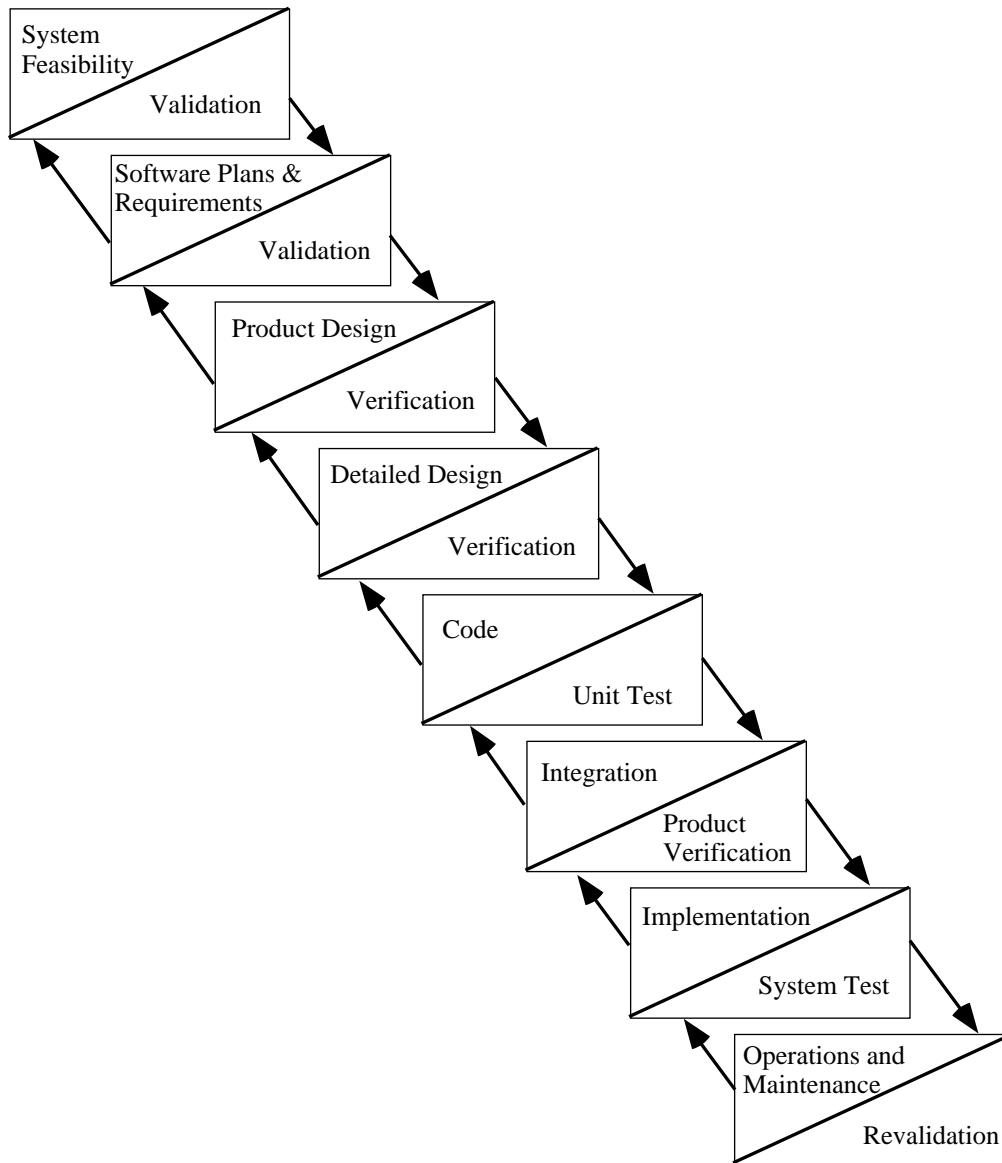 System
Feasibility
Validation
Software Plans &
Requirements
Validation
Product Design
Verification
Detailed Design
Verification
Code
Unit Test
Integration
Product
Verification
Implementation
System Test
Operations and
Maintenance
Revalidation